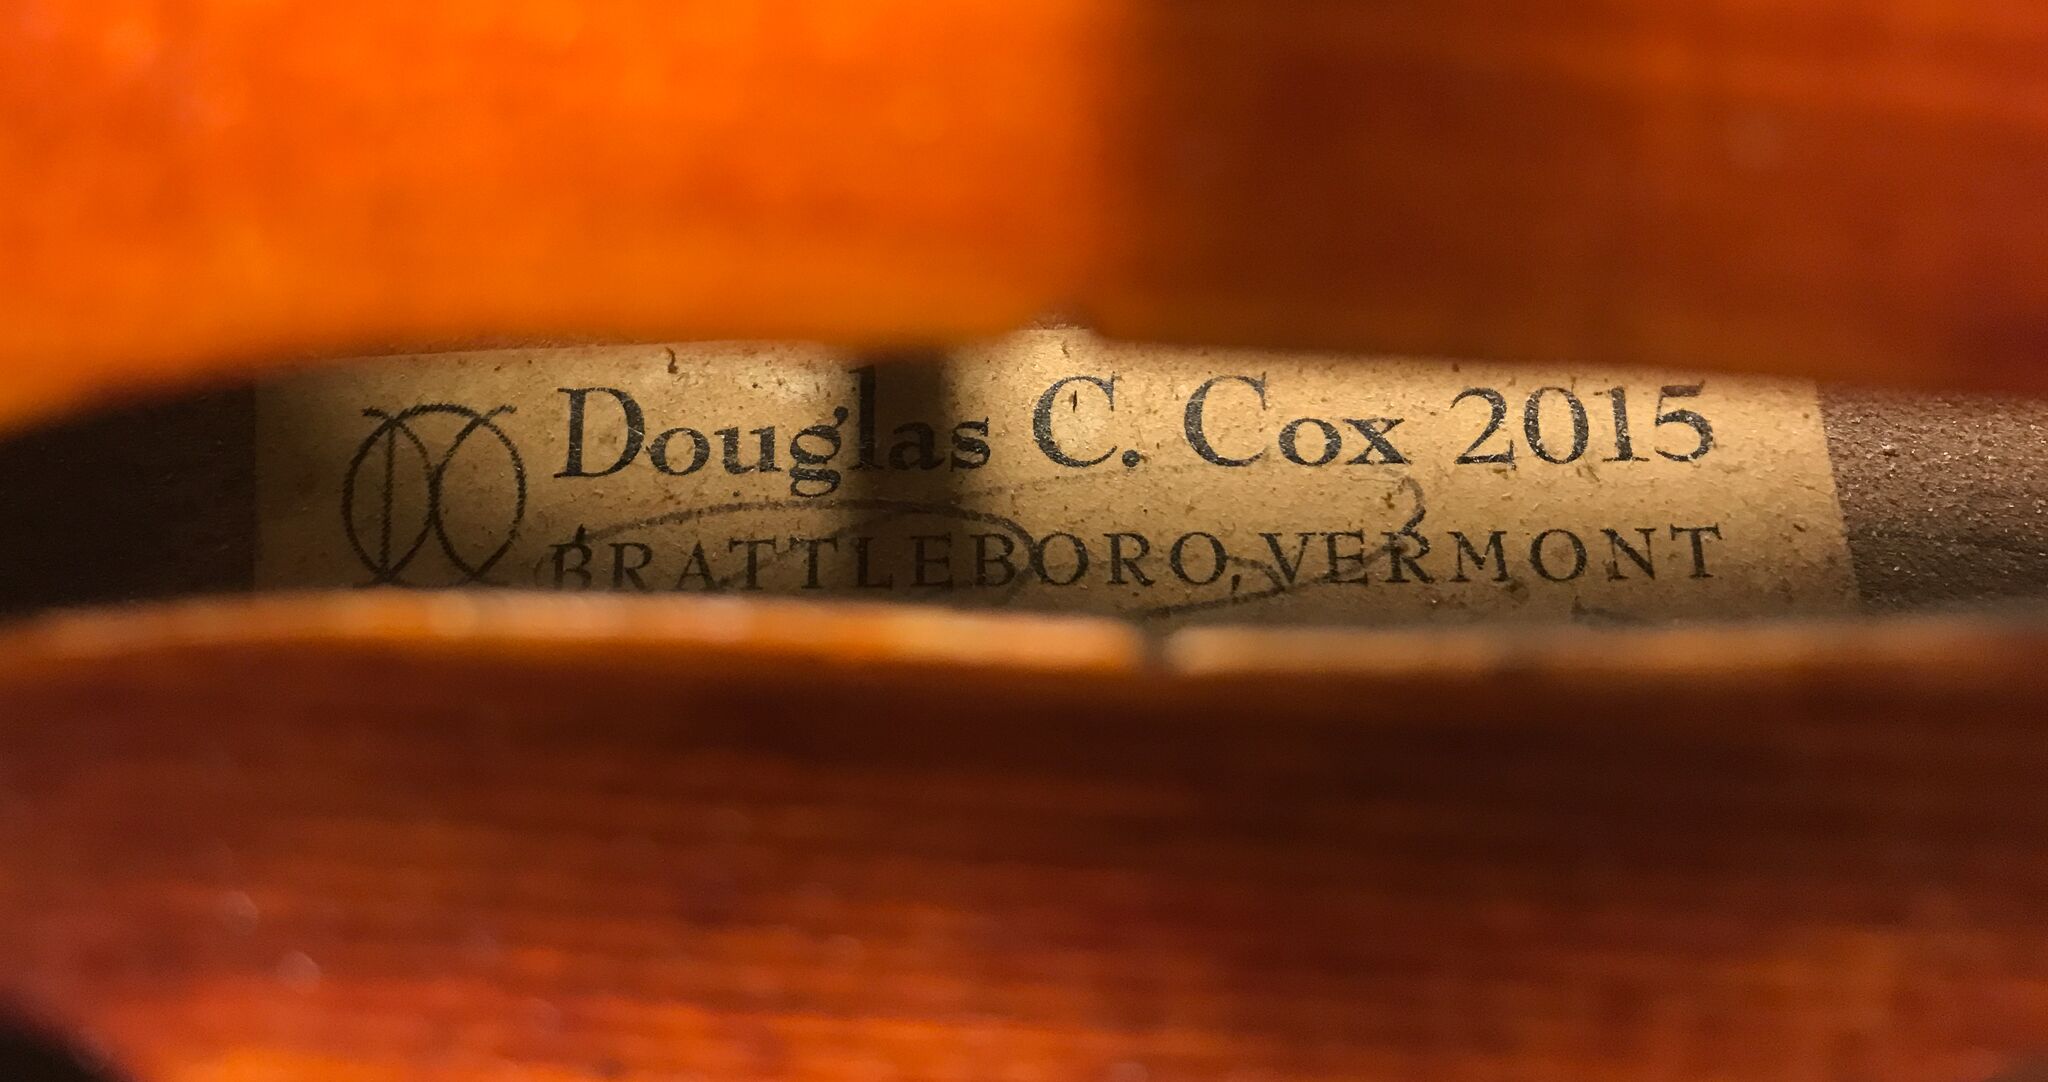 Douglas C. Cox 2015
BRATTLEBORO, VERMONT